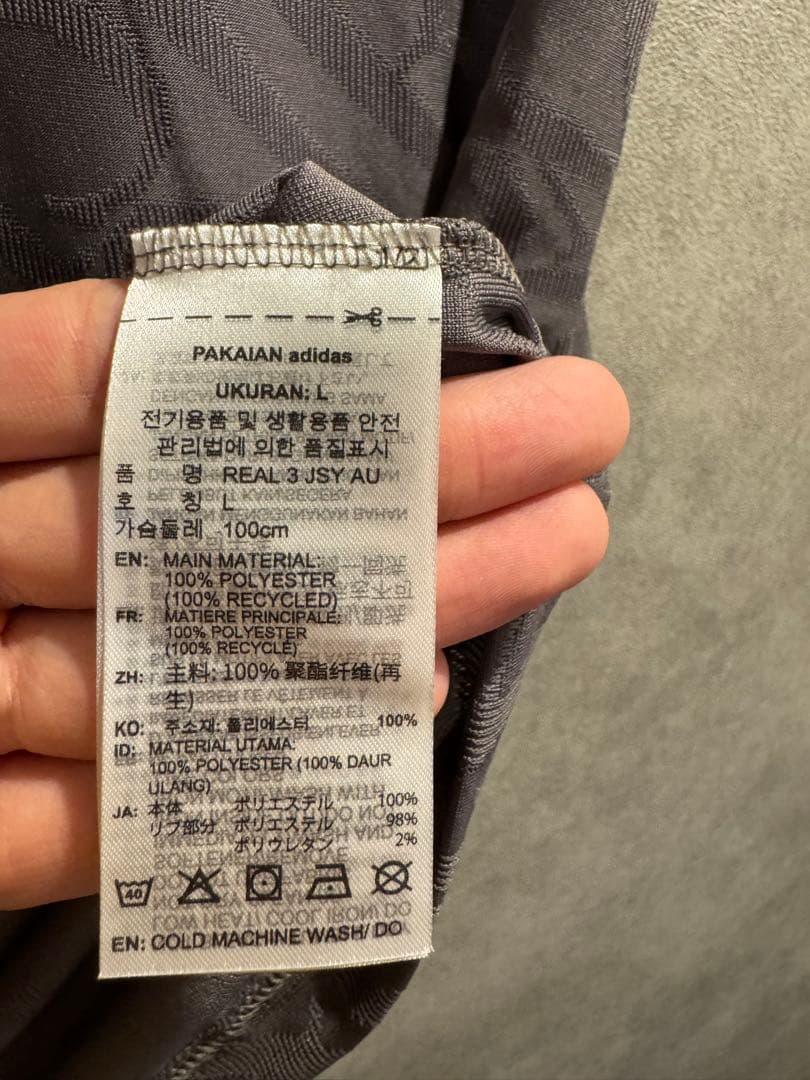 1/2
PAKAIAN adidas
UKURAN: L
전기용품 및 생활용품 안전
관리법에 의한 품질표시
품 명 REAL 3 JSY AU
호 칭 L
가슴둘레 100cm
EN: MAIN MATERIAL:
100% POLYESTER
(100% RECYCLED)
FR: MATIERE PRINCIPALE:
100% POLYESTER
(100% RECYCLÉ)
ZH: 主料: 100% 聚酯纤维(再
生)
KO: 주소재: 폴리에스터 100%
ID: MATERIAL UTAMA:
100% POLYESTER (100% DAUR
ULANG)
JA: 本体 ポリエステル 100%
リブ部分 ポリエステル 98%
ポリウレタン 2%
40
EN: COLD MACHINE WASH/ DO